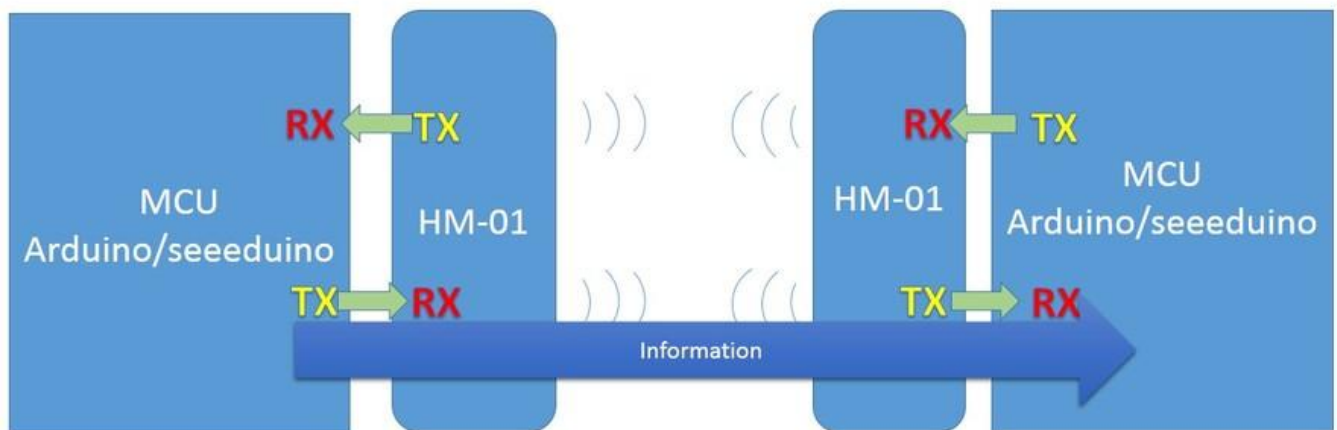 RX
TX
RX
TX
MCU
Arduino/seeeduino
HM-01
HM-01
MCU
Arduino/seeeduino
TX
RX
TX
RX
Information